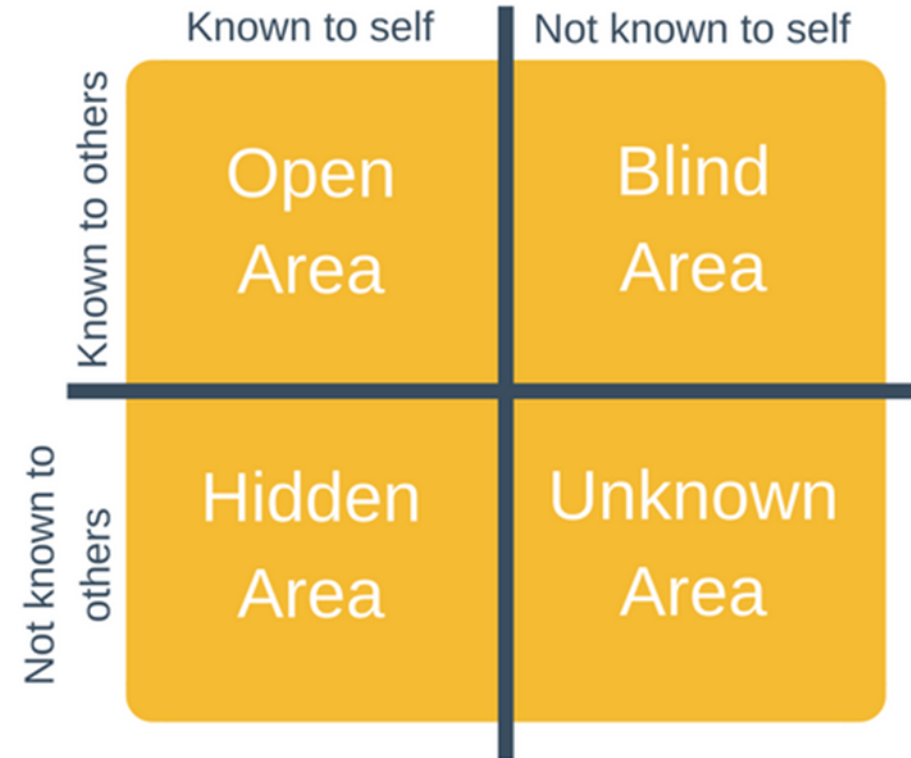 Known to self
Not known to self
Known to others
Open
Area
Blind
Area
Not known to
others
Hidden
Area
Unknown
Area